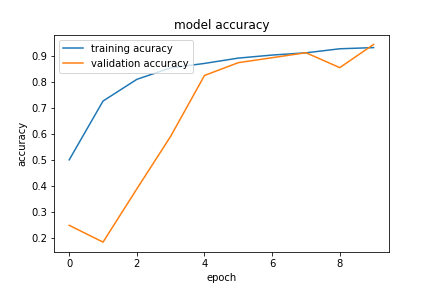 model accuracy
training acuracy
validation accuracy
accuracy
0.9
0.8
0.7
0.6
0.5
0.4
0.3
0.2
0 2 4 6 8
epoch